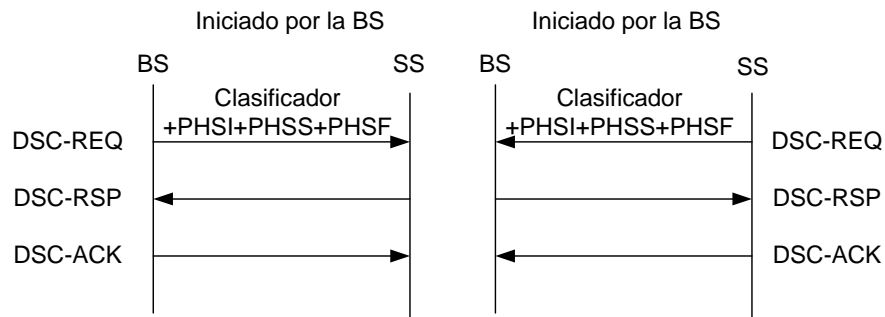 Iniciado por la BS
BS
SS
Clasificador
+PHSI+PHSS+PHSF
DSC-REQ
DSC-RSP
DSC-ACK
Iniciado por la BS
BS
SS
Clasificador
+PHSI+PHSS+PHSF
DSC-REQ
DSC-RSP
DSC-ACK